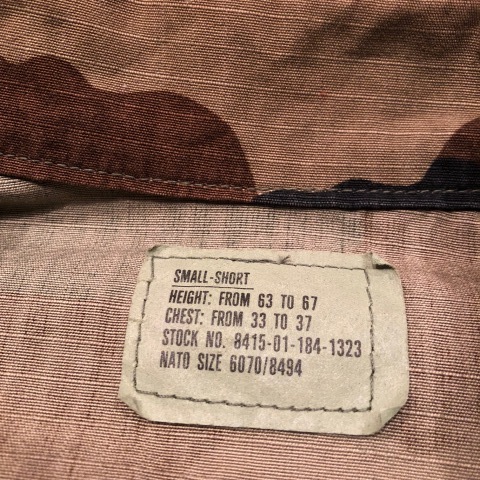 SMALL-SHORT
HEIGHT: FROM 63 TO 67
CHEST: FROM 33 TO 37
STOCK NO. 8415-01-184-1323
NATO SIZE 6070/8494